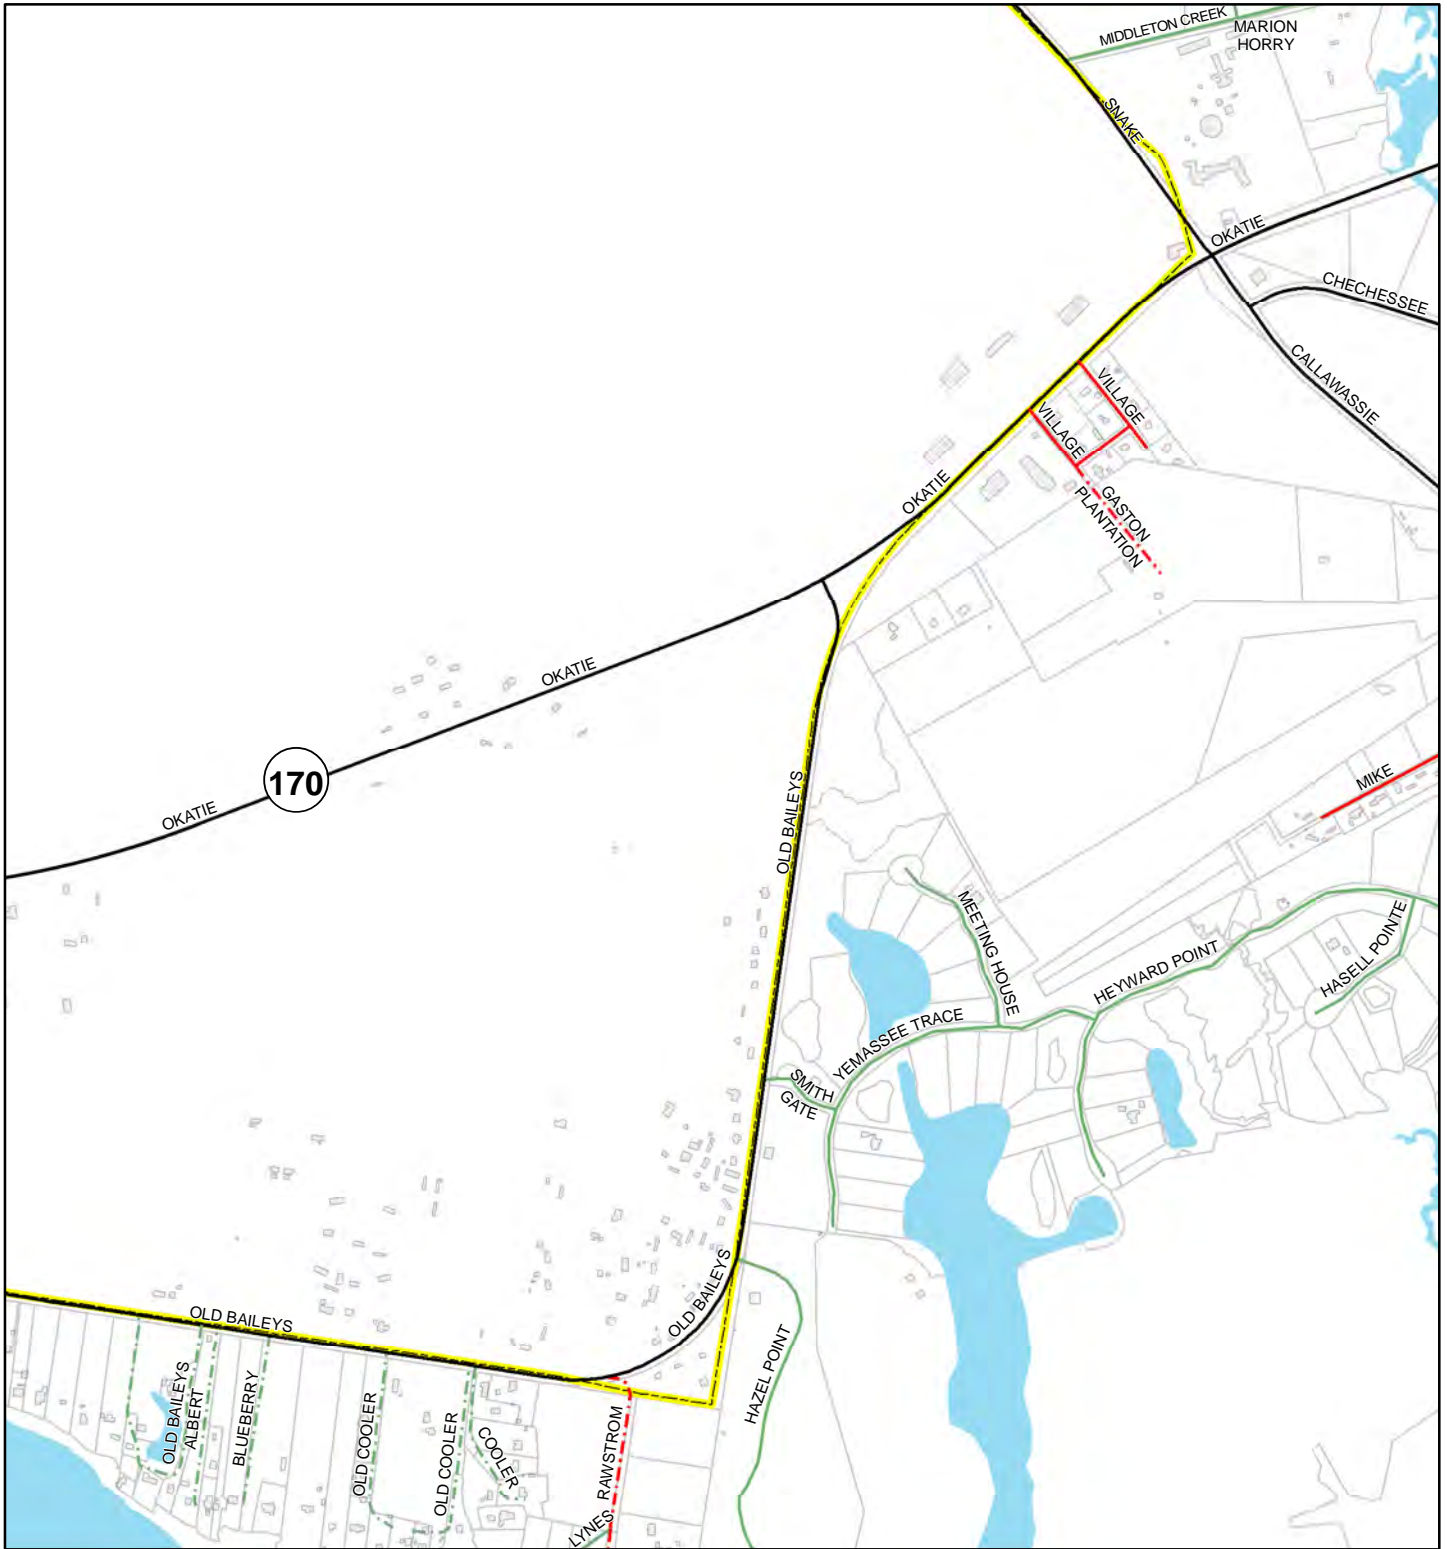 MIDDLETON CREEK
MARION
HORRY
SNAKE
OKATIE
CHECHESSEE
CALLAWASSIE
VILLAGE
VILLAGE
OKATIE
GASTON
PLANTATION
OKATIE
170
OKATIE
MIKE
OLD BAILEYS
MEETING HOUSE
HEYWARD POINT
HASELL POINTE
YEMASSEE TRACE
SMITH
GATE
OLD BAILEYS
OLD BAILEYS
HAZEL POINT
OLD BAILEYS
ALBERT
BLUEBERRY
OLD COOLER
OLD COOLER
COOLER
RAWSTROM
LYNES